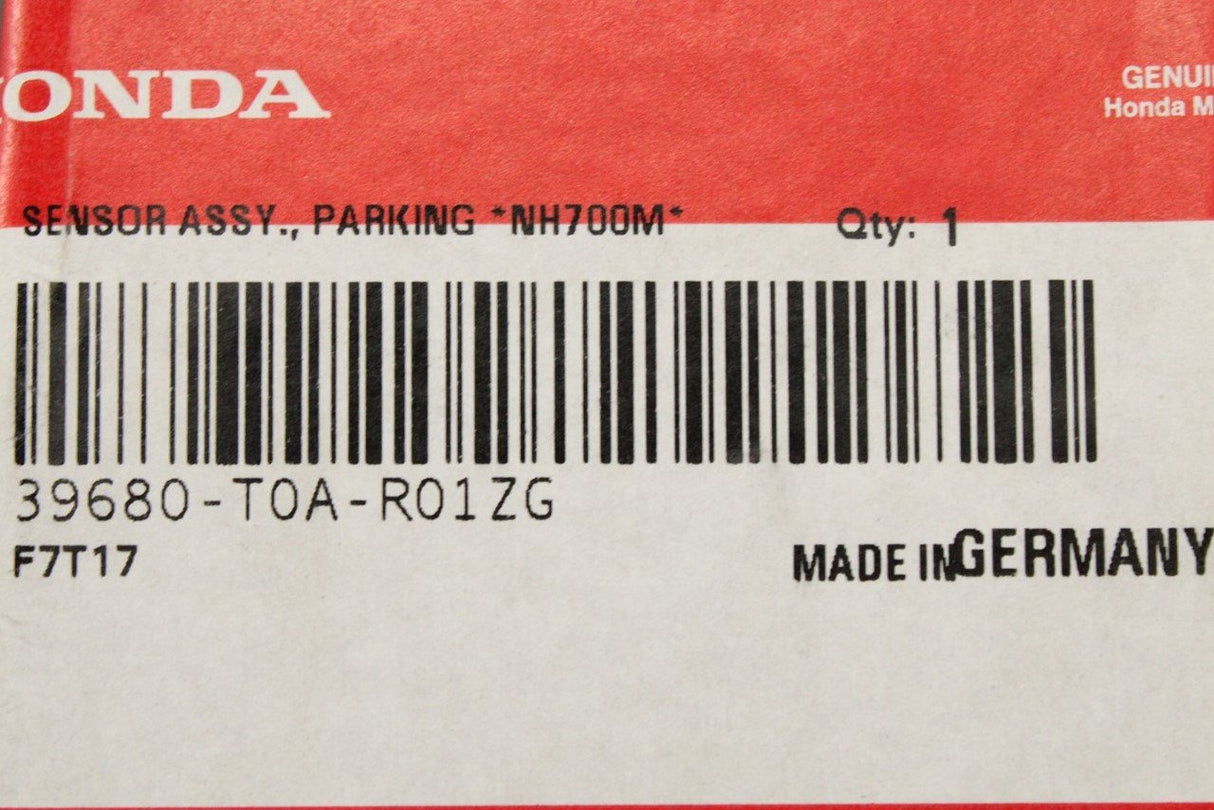 HONDA
GENUI
Honda M
SENSOR ASSY., PARKING *NH700M* Qty: 1
39680-T0A-R01ZG
F7T17 MADE IN GERMANY